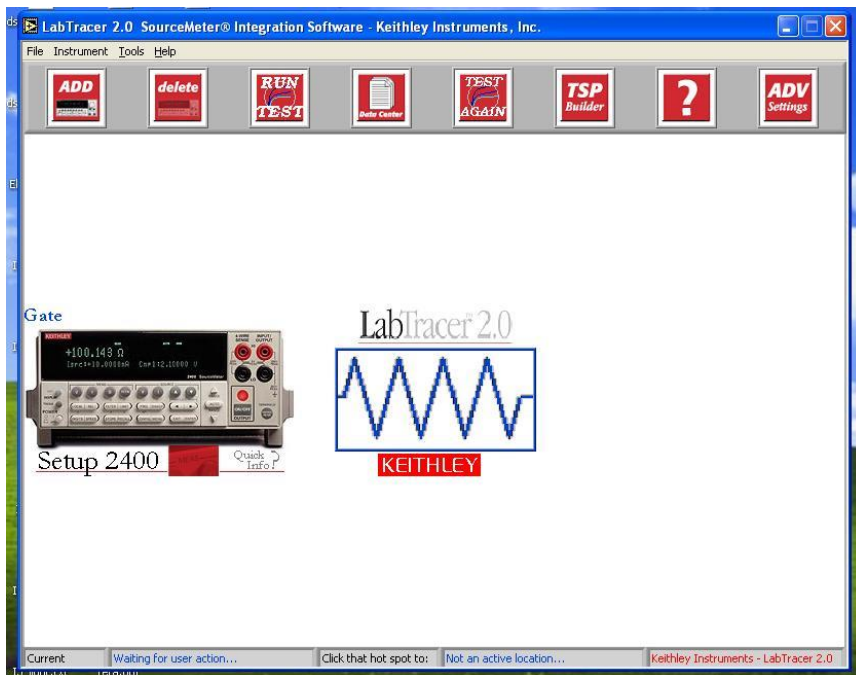 LabTracer 2.0 SourceMeter® Integration Software - Keithley Instruments, Inc.
File Instrument Tools Help
ADD
delete
RUN TEST
Data Center
TEST AGAIN
TSP Builder
?
ADV Settings
Gate
KEITHLEY
+100.143 Ω
LabTracer 2.0
Setup 2400
Quick Info?
KEITHLEY
Current
Waiting for user action...
Click that hot spot to:
Not an active location...
Keithley Instruments - LabTracer 2.0